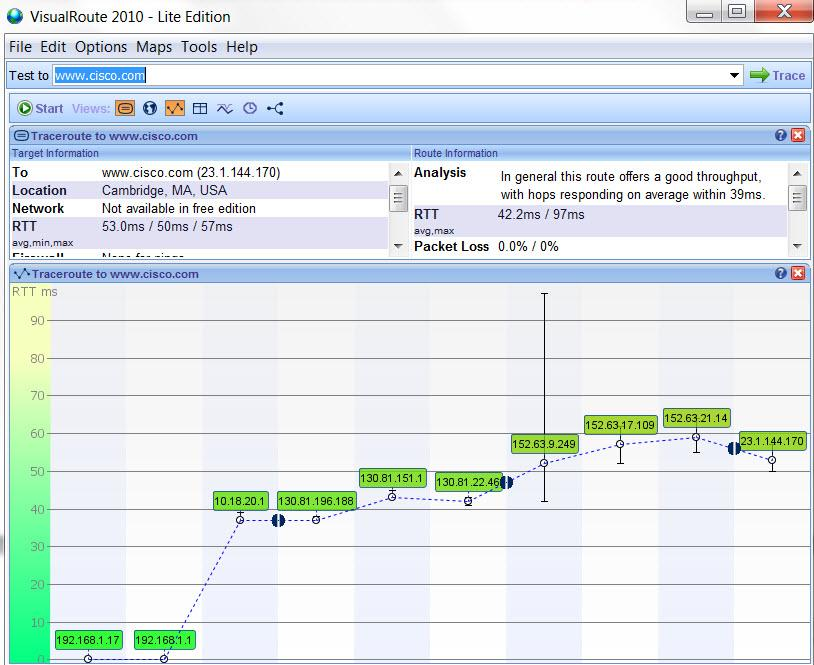 VisualRoute 2010 - Lite Edition
File Edit Options Maps Tools Help
Test to www.cisco.com Trace
Start Views:
Traceroute to www.cisco.com
Target Information
To www.cisco.com (23.1.144.170)
Location Cambridge, MA, USA
Network Not available in free edition
RTT 53.0ms / 50ms / 57ms
avg,min,max
Route Information
Analysis In general this route offers a good throughput,
with hops responding on average within 39ms.
RTT 42.2ms / 97ms
avg,max
Packet Loss 0.0% / 0%
Traceroute to www.cisco.com
RTT ms
90
80
70
60
50
40
30
20
10
0
192.168.1.17
192.168.1.1
10.18.20.1
130.81.196.188
130.81.151.1
130.81.22.46
152.63.9.249
152.63.17.109
152.63.21.14
23.1.144.170